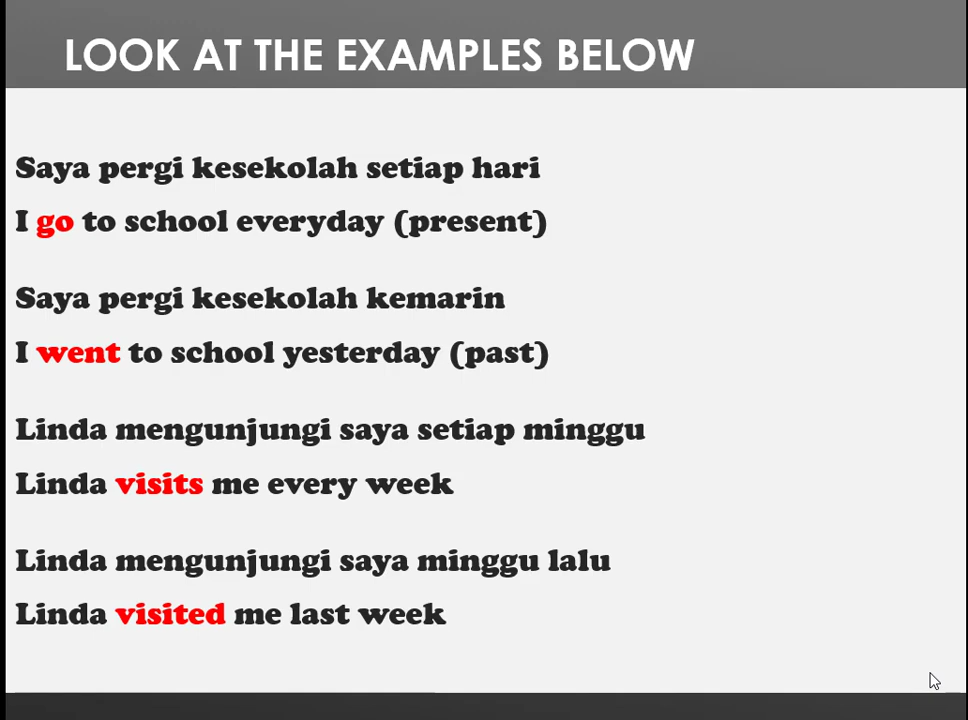 LOOK AT THE EXAMPLES BELOW
Saya pergi kesekolah setiap hari
I go to school everyday (present)
Saya pergi kesekolah kemarin
I went to school yesterday (past)
Linda mengunjungi saya setiap minggu
Linda visits me every week
Linda mengunjungi saya minggu lalu
Linda visited me last week